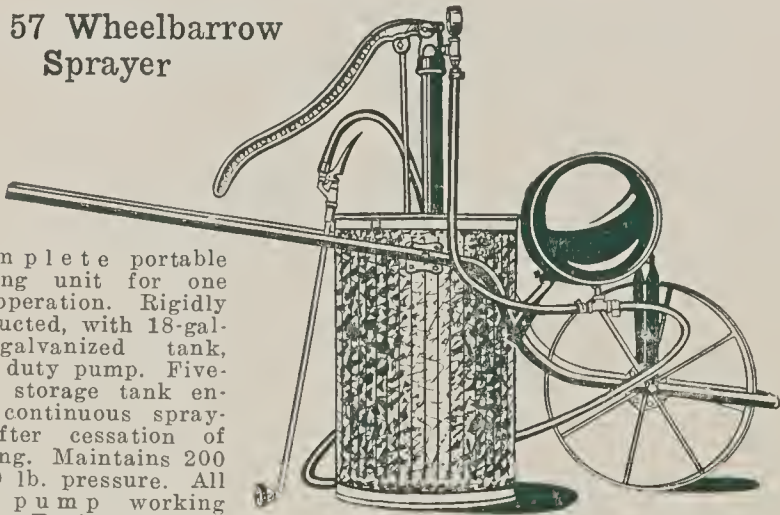 57 Wheelbarrow
Sprayer
mplete portable
ng unit for one
operation. Rigidly
ucted, with 18-gal-
galvanized tank,
duty pump. Five-
storage tank en-
continuous spray-
fter cessation of
ng. Maintains 200
lb. pressure. All
pump working